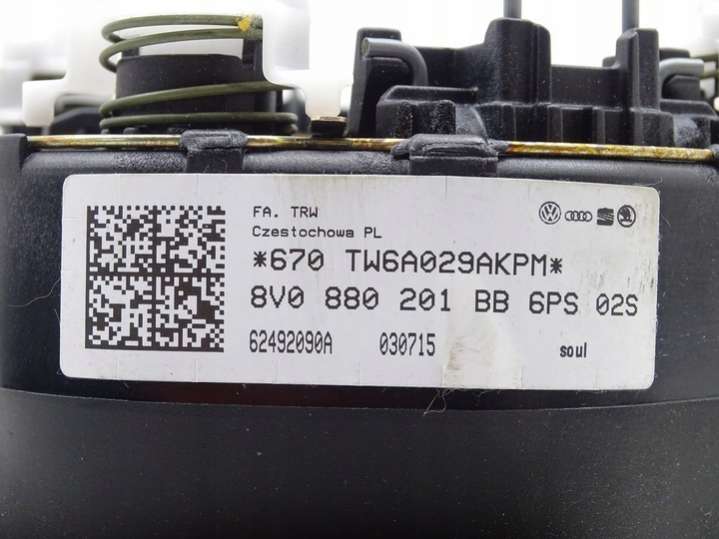 FA. TRW
Czestochowa PL
*670 TW6A029AKPM*
8V0 880 201 BB 6PS 02S
62492090A 030715 soul